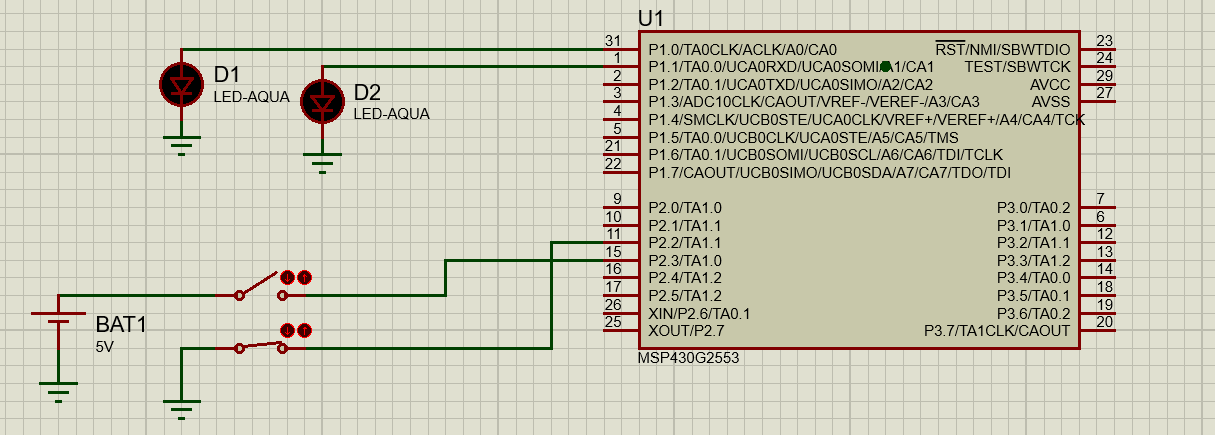 U1
31 P1.0/TA0CLK/ACLK/A0/CA0 RST/NMI/SBWTDIO 23
1 P1.1/TA0.0/UCA0RXD/UCA0SOMI/A1/CA1 TEST/SBWTCK 24
2 P1.2/TA0.1/UCA0TXD/UCA0SIMO/A2/CA2 AVCC 29
3 P1.3/ADC10CLK/CAOUT/VREF-/VEREF-/A3/CA3 AVSS 27
4 P1.4/SMCLK/UCB0STE/UCA0CLK/VREF+/VEREF+/A4/CA4/TCK
5 P1.5/TA0.0/UCB0CLK/UCA0STE/A5/CA5/TMS
21 P1.6/TA0.1/UCB0SOMI/UCB0SCL/A6/CA6/TDI/TCLK
22 P1.7/CAOUT/UCB0SIMO/UCB0SDA/A7/CA7/TDO/TDI
9 P2.0/TA1.0 P3.0/TA0.2 7
10 P2.1/TA1.1 P3.1/TA1.0 6
11 P2.2/TA1.1 P3.2/TA1.1 12
15 P2.3/TA1.0 P3.3/TA1.2 13
16 P2.4/TA1.2 P3.4/TA0.0 14
17 P2.5/TA1.2 P3.5/TA0.1 18
26 XIN/P2.6/TA0.1 P3.6/TA0.2 19
25 XOUT/P2.7 P3.7/TA1CLK/CAOUT 20
MSP430G2553
D1
LED-AQUA
D2
LED-AQUA
BAT1
5V